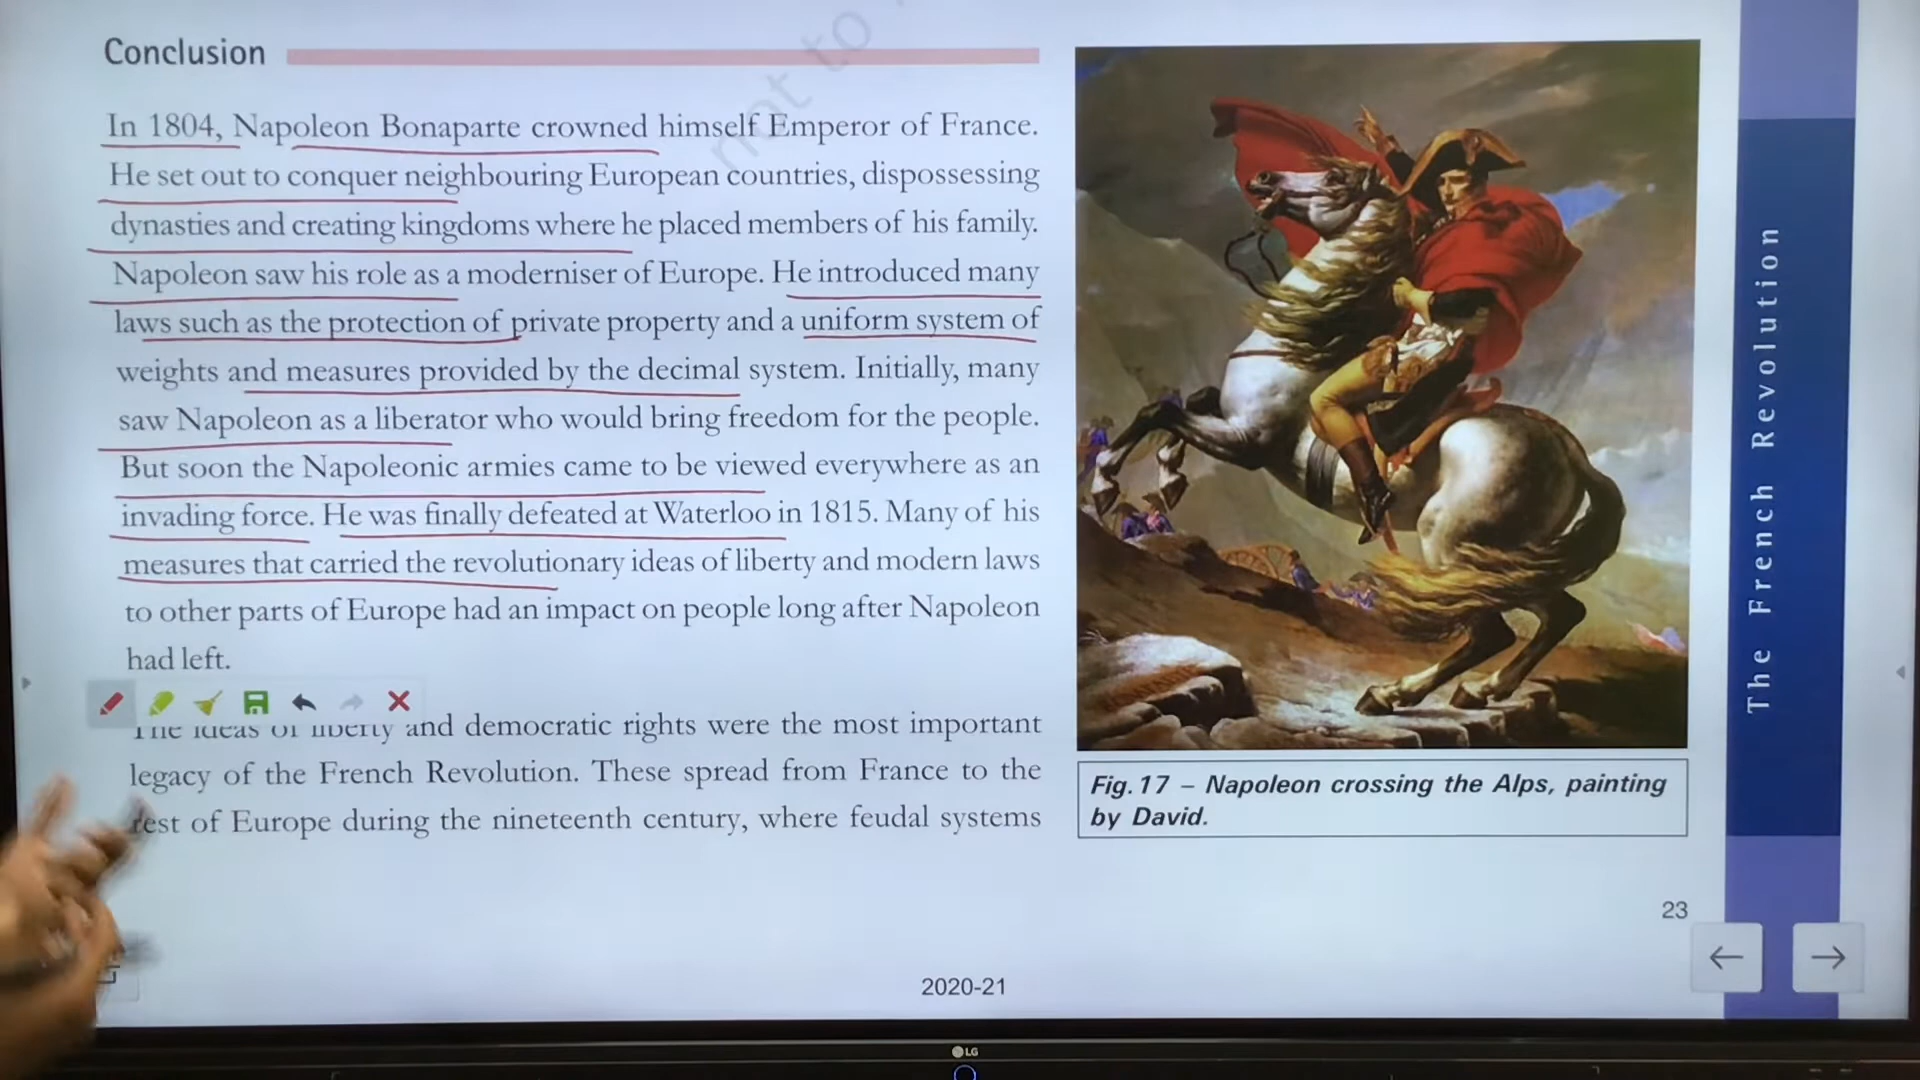 Conclusion
not to
In 1804, Napoleon Bonaparte crowned himself Emperor of France.
He set out to conquer neighbouring European countries, dispossessing
dynasties and creating kingdoms where he placed members of his family.
Napoleon saw his role as a moderniser of Europe. He introduced many
laws such as the protection of private property and a uniform system of
weights and measures provided by the decimal system. Initially, many
saw Napoleon as a liberator who would bring freedom for the people.
But soon the Napoleonic armies came to be viewed everywhere as an
invading force. He was finally defeated at Waterloo in 1815. Many of his
measures that carried the revolutionary ideas of liberty and modern laws
to other parts of Europe had an impact on people long after Napoleon
had left.
The ideas of liberty and democratic rights were the most important
legacy of the French Revolution. These spread from France to the
rest of Europe during the nineteenth century, where feudal systems
Fig.17 – Napoleon crossing the Alps, painting
by David.
The French Revolution
23
2020-21
LG